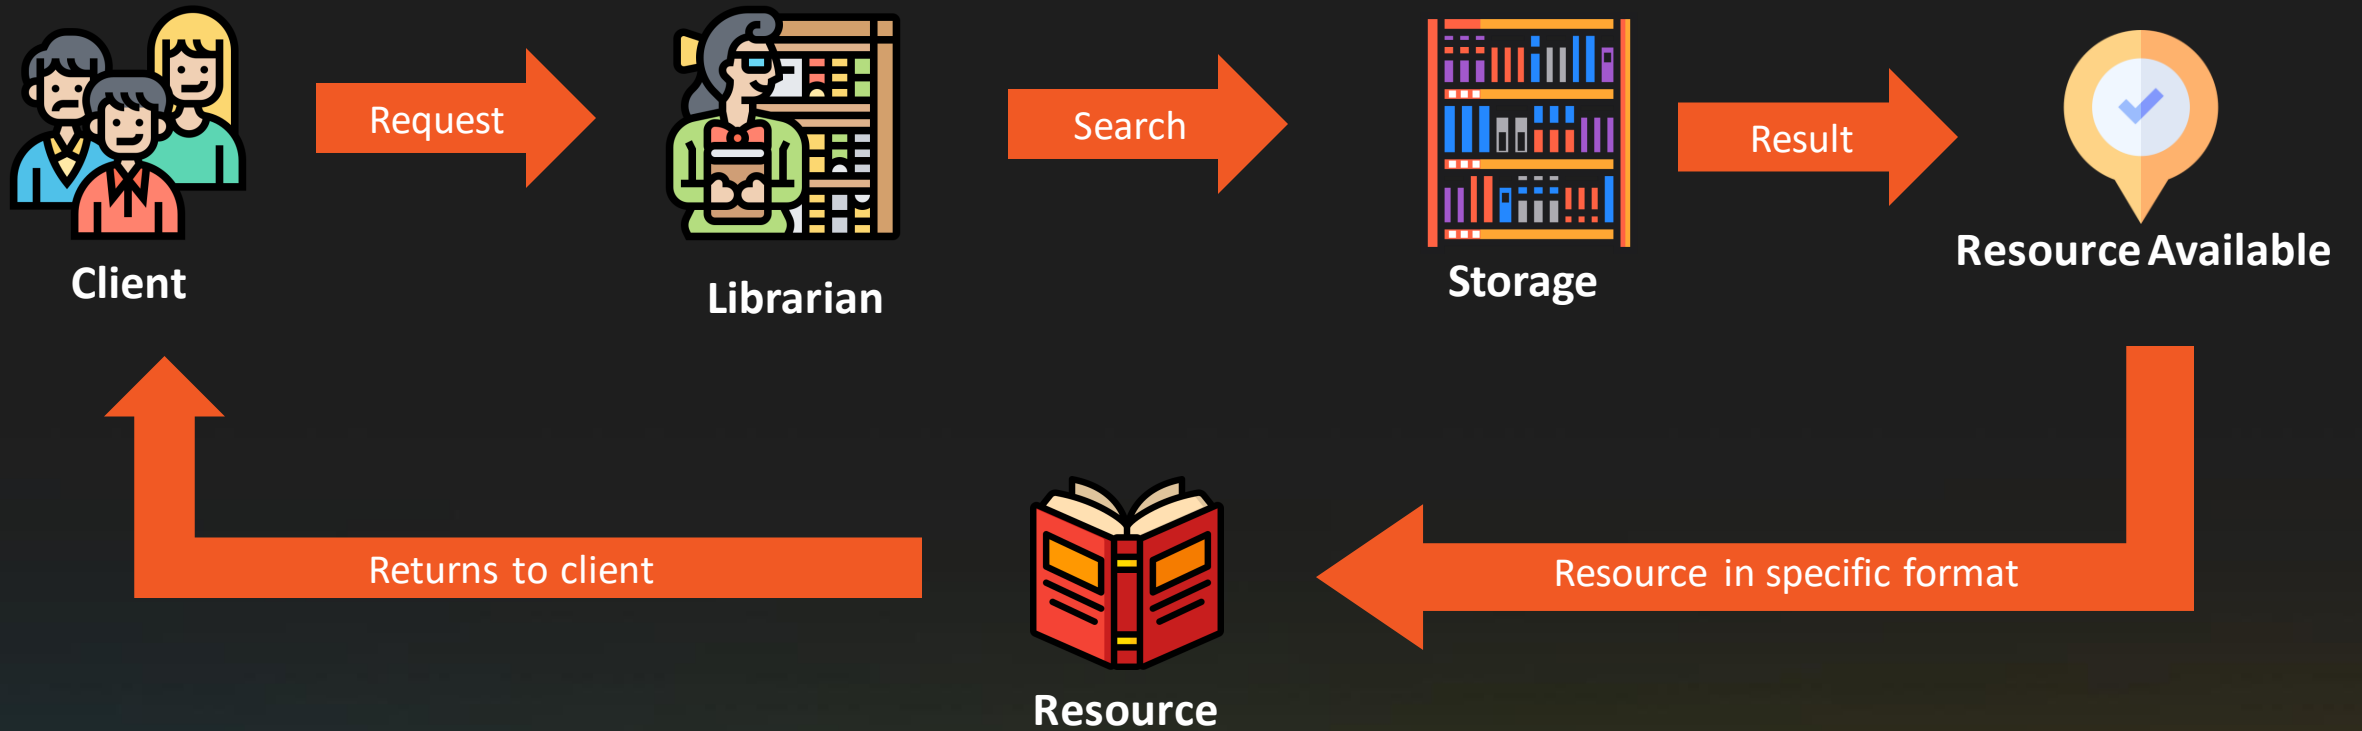 Request
Search
Result
Client
Librarian
Storage
Resource Available
Returns to client
Resource in specific format
Resource